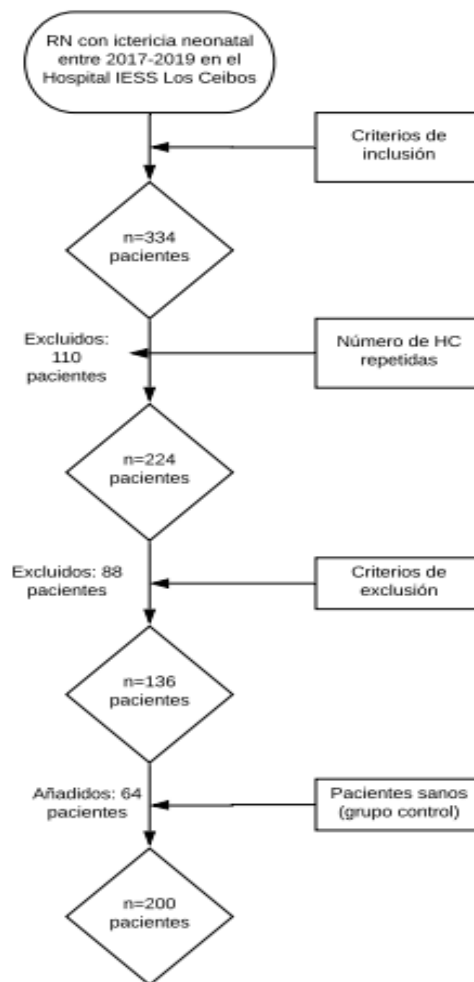 RN con ictericia neonatal
entre 2017-2019 en el
Hospital IESS Los Ceibos
Criterios de
inclusión
n=334
pacientes
Excluidos:
110
pacientes
Número de HC
repetidas
n=224
pacientes
Excluidos: 88
pacientes
Criterios de
exclusión
n=136
pacientes
Añadidos: 64
pacientes
Pacientes sanos
(grupo control)
n=200
pacientes